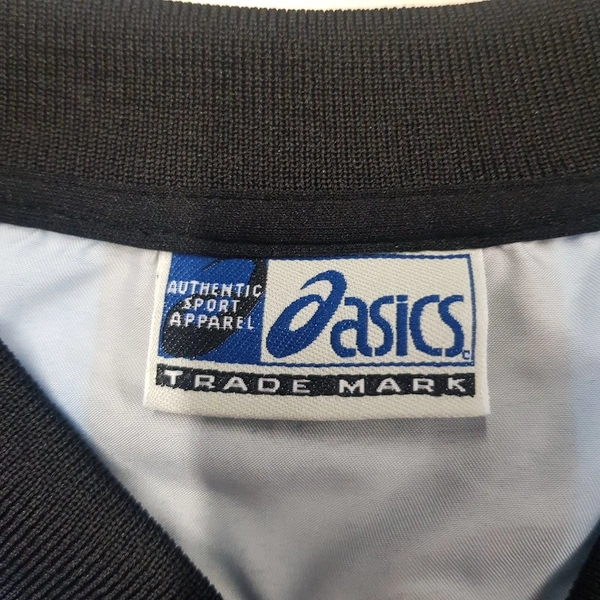 AUTHENTIC
SPORT
APPAREL
asics
TRADE MARK